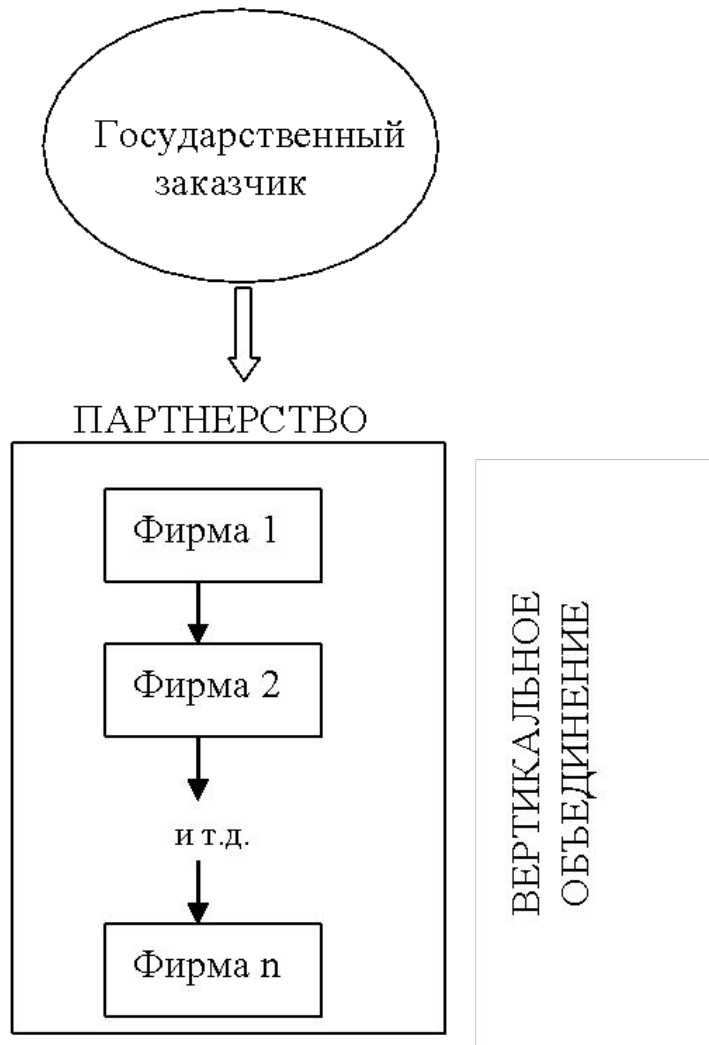 Государственный
заказчик
ПАРТНЕРСТВО
Фирма 1
Фирма 2
и т.д.
Фирма n
ВЕРТИКАЛЬНОЕ
ОБЪЕДИНЕНИЕ